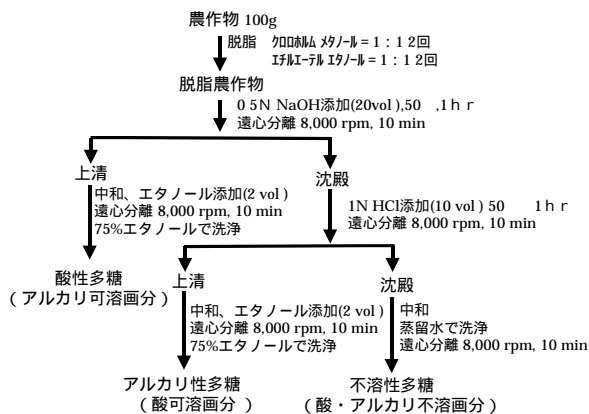 農作物 100g
脱脂 クロロホルム メタノール = 1 : 1 2回
エチルエーテル エタノール = 1 : 1 2回
脱脂農作物
0 5N NaOH添加(20vol ),50 ,1ｈｒ
遠心分離 8,000 rpm, 10 min
上清
沈殿
中和、エタノール添加(2 vol )
遠心分離 8,000 rpm, 10 min
75%エタノールで洗浄
1N HCl添加(10 vol ) 50 1ｈｒ
遠心分離 8,000 rpm, 10 min
酸性多糖
（アルカリ可溶画分）
上清
沈殿
中和、エタノール添加(2 vol )
遠心分離 8,000 rpm, 10 min
75%エタノールで洗浄
中和
蒸留水で洗浄
遠心分離 8,000 rpm, 10 min
アルカリ性多糖
（酸可溶画分 ）
不溶性多糖
（酸・アルカリ不溶画分）